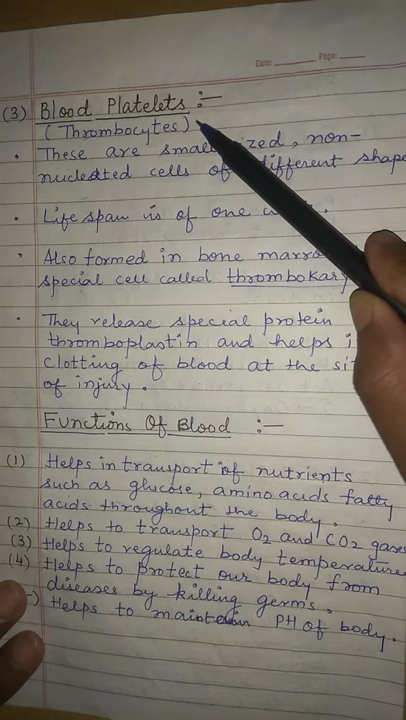 Date: Page:
(3) Blood Platelets :-
(Thrombocytes)
• These are small ized, non-
nucleated cells of different shape
• Life span is of one
• Also formed in bone marro
special cell called thrombokary
• They release special protein
thromboplastin and helps i
clotting of blood at the si
of injury.
Functions Of Blood :-
(1) Helps in transport of nutrients
such as glucose, amino acids fatty
acids throughout the body.
(2) Helps to transport O2 and CO2 gases
(3) Helps to regulate body temperature
(4) Helps to protect our body from
diseases by killing germs.
-) Helps to maintain PH of body.